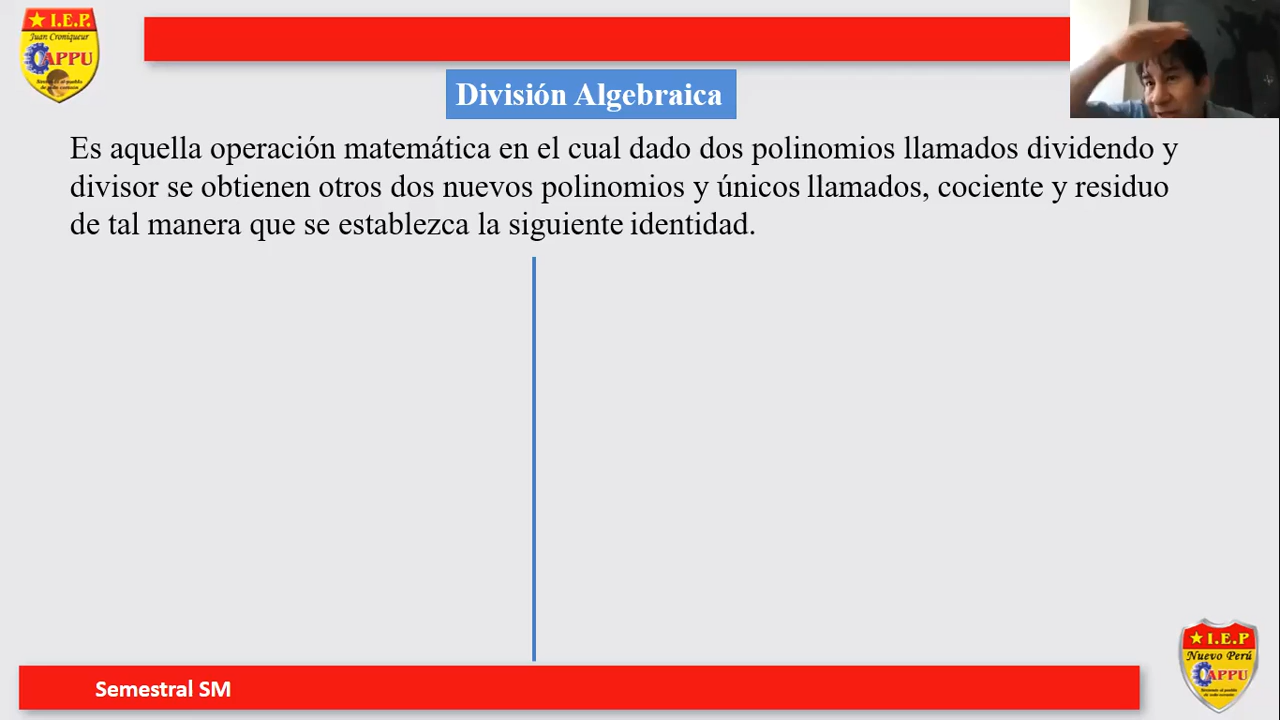 I.E.P.
Juan Croniqueur
CAPPU
División Algebraica
Es aquella operación matemática en el cual dado dos polinomios llamados dividendo y
divisor se obtienen otros dos nuevos polinomios y únicos llamados, cociente y residuo
de tal manera que se establezca la siguiente identidad.
I.E.P
Nuevo Perú
CAPPU
Semestral SM